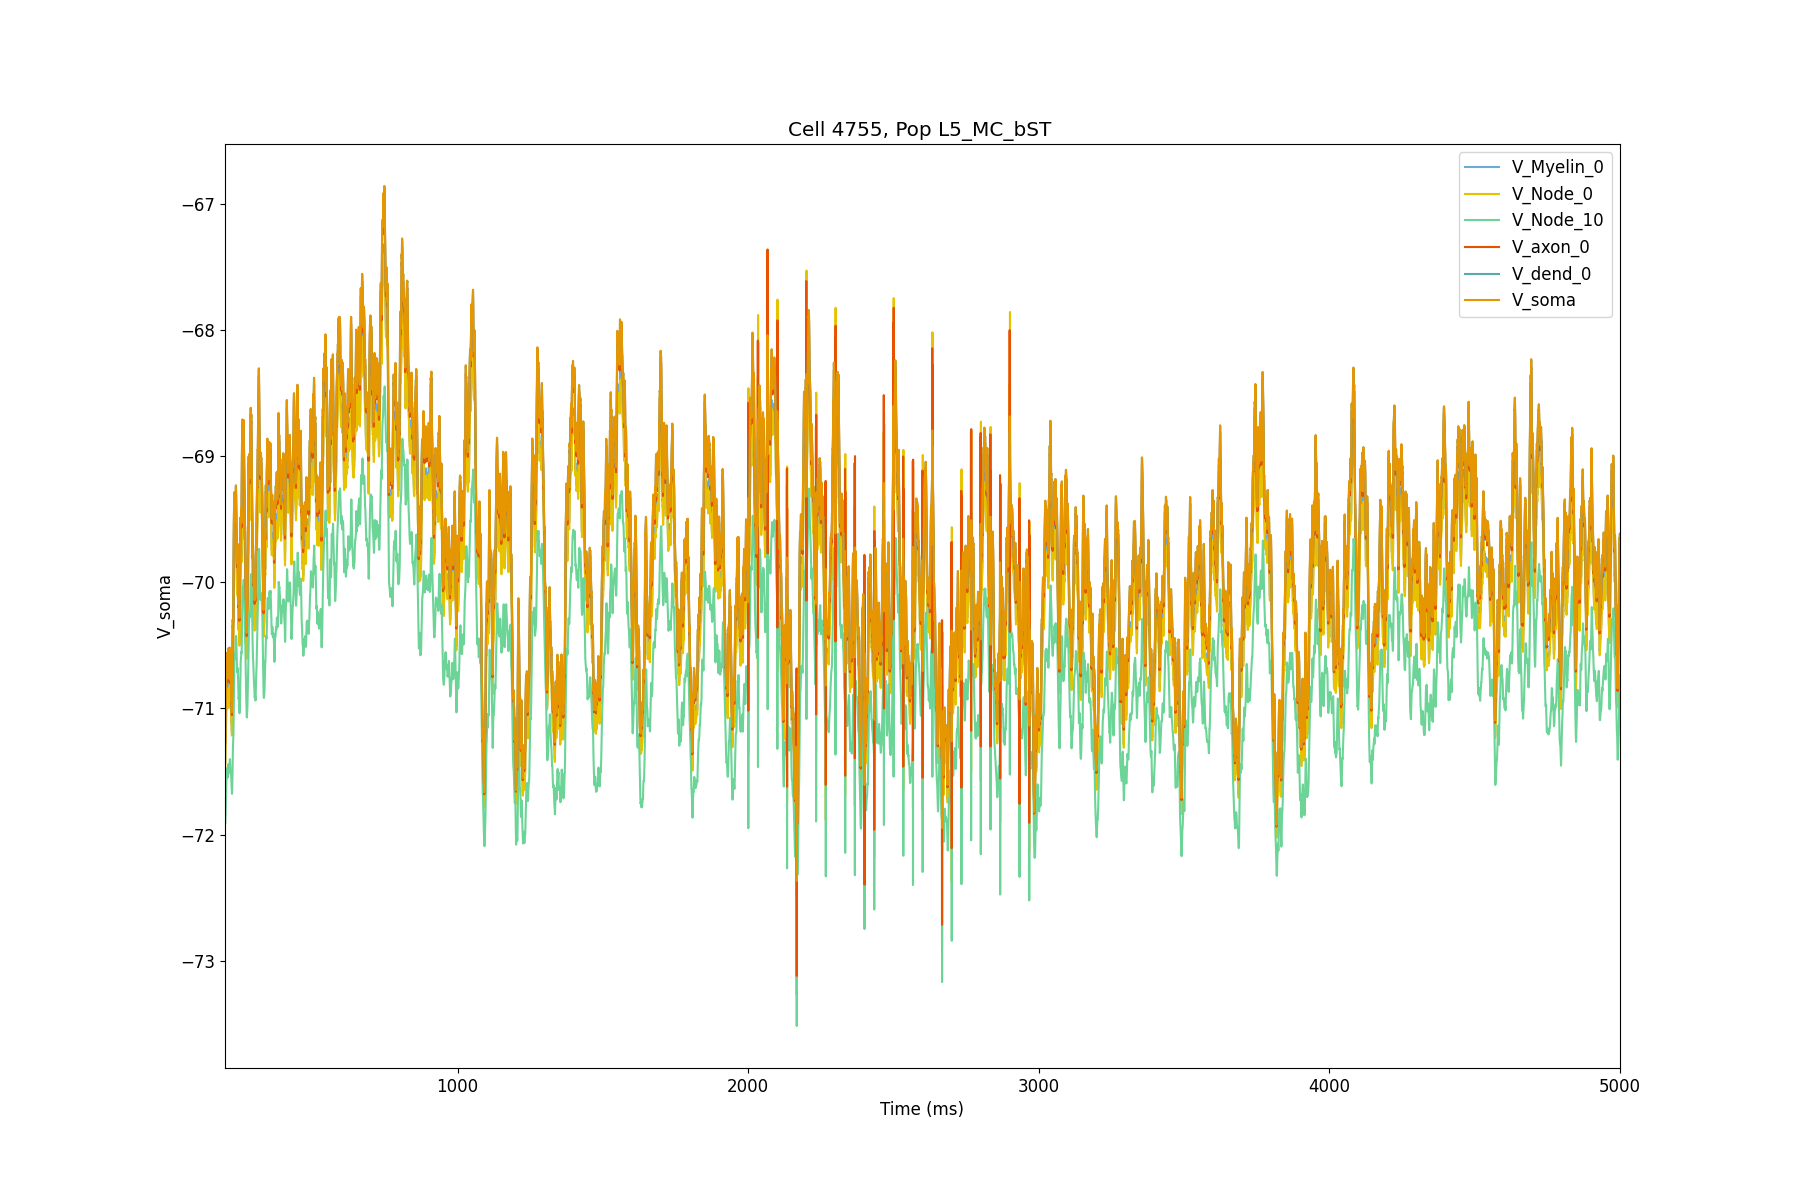 Cell 4755, Pop L5_MC_bST
V_Myelin_0
V_Node_0
V_Node_10
V_axon_0
V_dend_0
V_soma
−67
−68
−69
−70
−71
−72
−73
V_soma
1000
2000
3000
4000
5000
Time (ms)